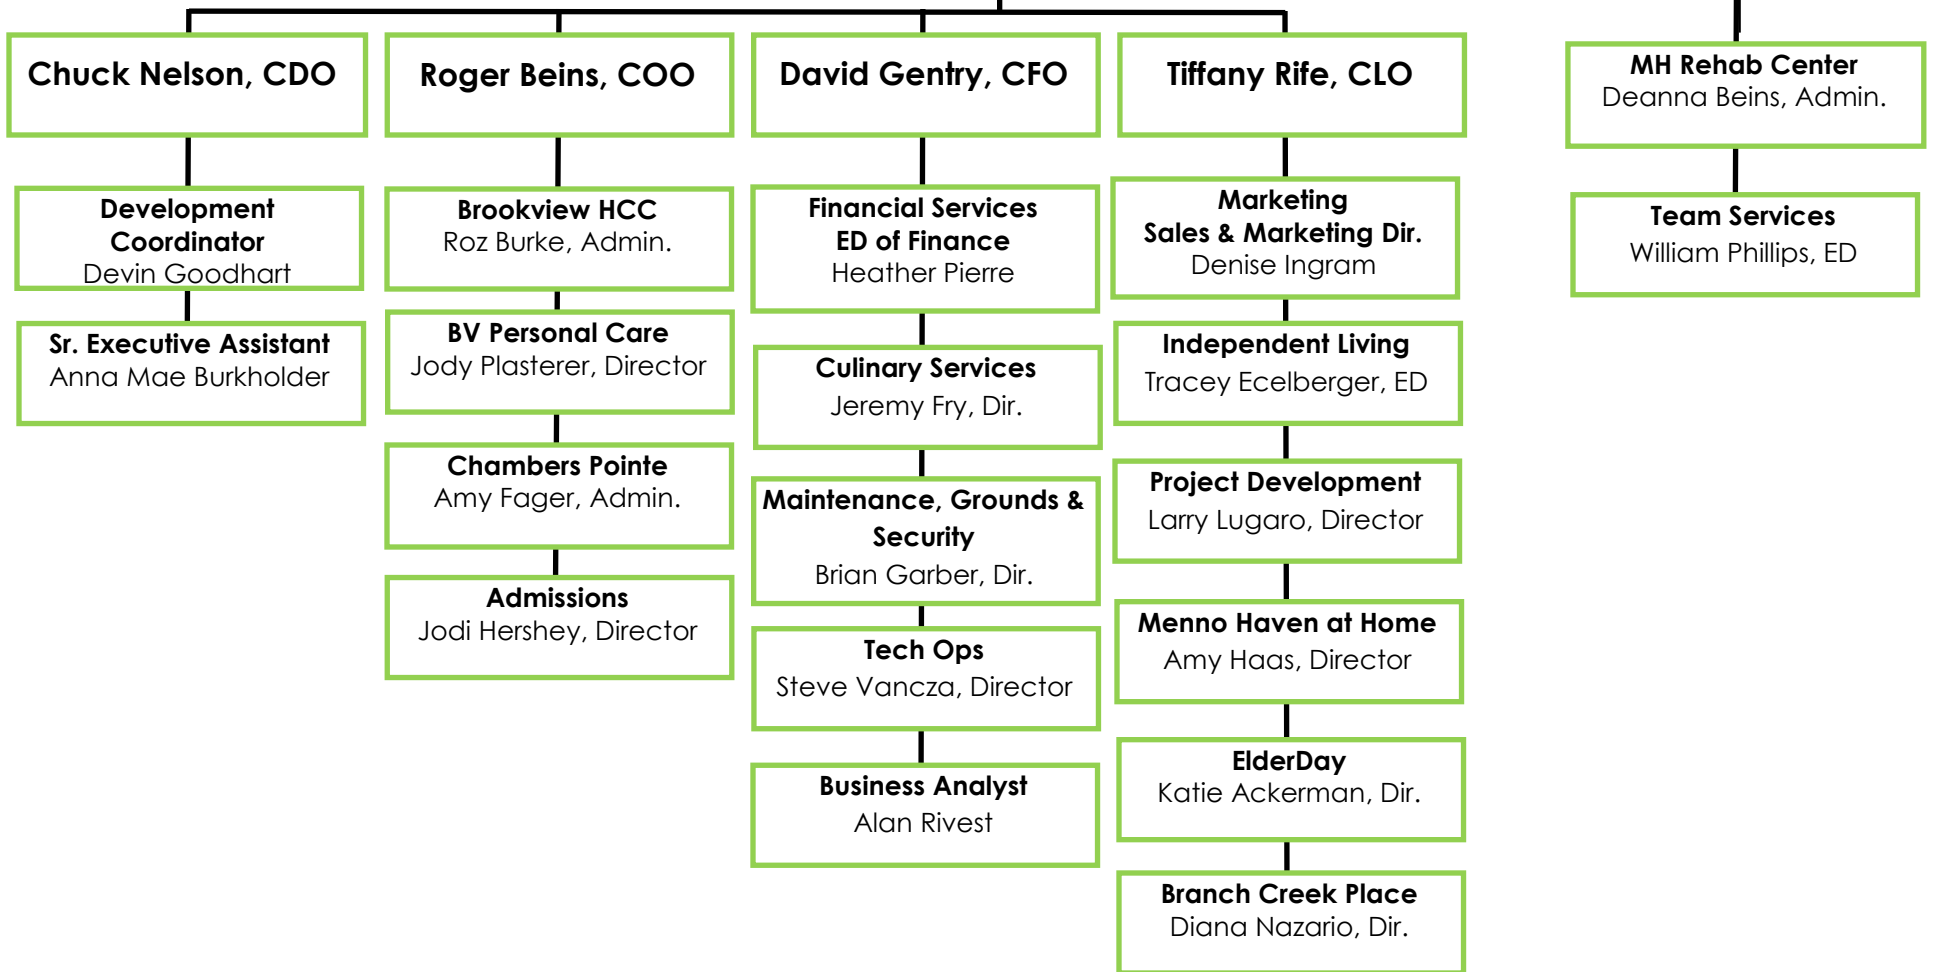 Chuck Nelson, CDO
Development
Coordinator
Devin Goodhart
Sr. Executive Assistant
Anna Mae Burkholder
Roger Beins, COO
Brookview HCC
Roz Burke, Admin.
BV Personal Care
Jody Plasterer, Director
Chambers Pointe
Amy Fager, Admin.
Admissions
Jodi Hershey, Director
David Gentry, CFO
Financial Services
ED of Finance
Heather Pierre
Culinary Services
Jeremy Fry, Dir.
Maintenance, Grounds &
Security
Brian Garber, Dir.
Tech Ops
Steve Vancza, Director
Business Analyst
Alan Rivest
Tiffany Rife, CLO
Marketing
Sales & Marketing Dir.
Denise Ingram
Independent Living
Tracey Ecelberger, ED
Project Development
Larry Lugaro, Director
Menno Haven at Home
Amy Haas, Director
ElderDay
Katie Ackerman, Dir.
Branch Creek Place
Diana Nazario, Dir.
MH Rehab Center
Deanna Beins, Admin.
Team Services
William Phillips, ED